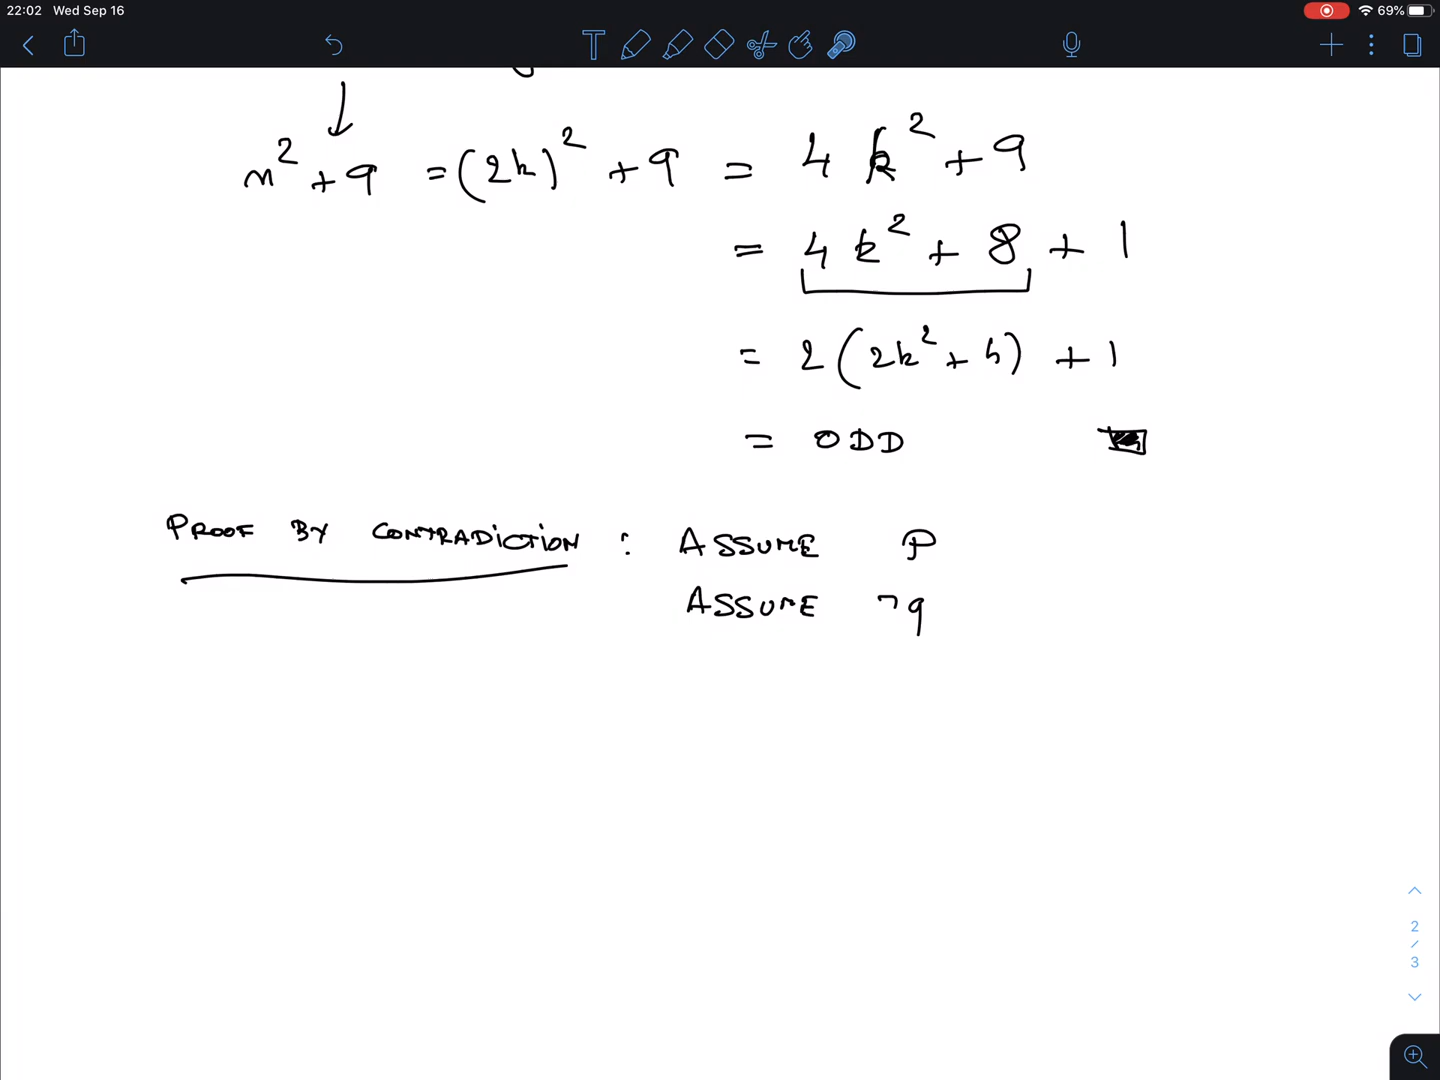 22:02 Wed Sep 16 69%
T
n² + 9 = (2k)² + 9 = 4k² + 9
= 4k² + 8 + 1
= 2(2k² + 4) + 1
= ODD
PROOF BY CONTRADICTION : ASSUME P
ASSUME ¬q
2
/
3